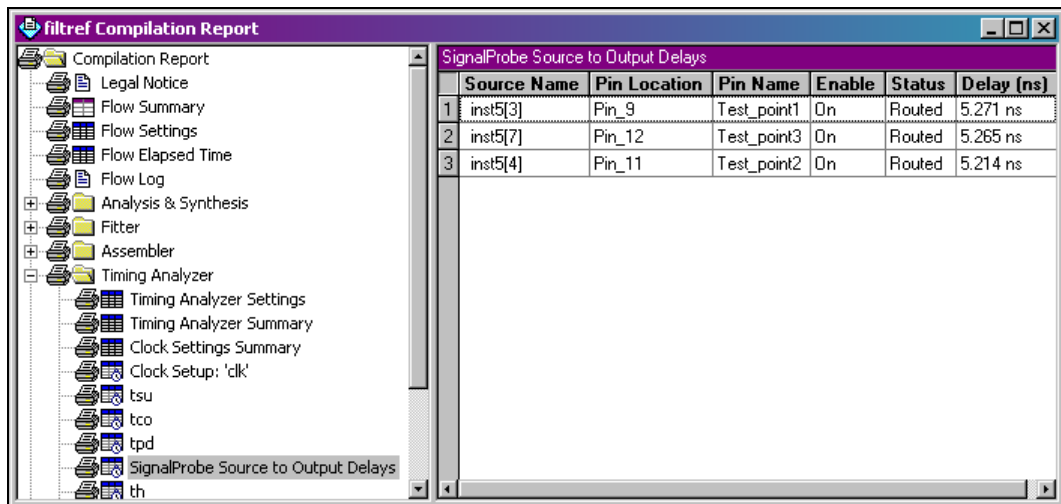 filtref Compilation Report
Compilation Report
Legal Notice
Flow Summary
Flow Settings
Flow Elapsed Time
Flow Log
Analysis & Synthesis
Fitter
Assembler
Timing Analyzer
Timing Analyzer Settings
Timing Analyzer Summary
Clock Settings Summary
Clock Setup: 'clk'
tsu
tco
tpd
SignalProbe Source to Output Delays
th
SignalProbe Source to Output Delays
Source Name Pin Location Pin Name Enable Status Delay (ns)
1 inst5[3] Pin_9 Test_point1 On Routed 5.271 ns
2 inst5[7] Pin_12 Test_point3 On Routed 5.265 ns
3 inst5[4] Pin_11 Test_point2 On Routed 5.214 ns